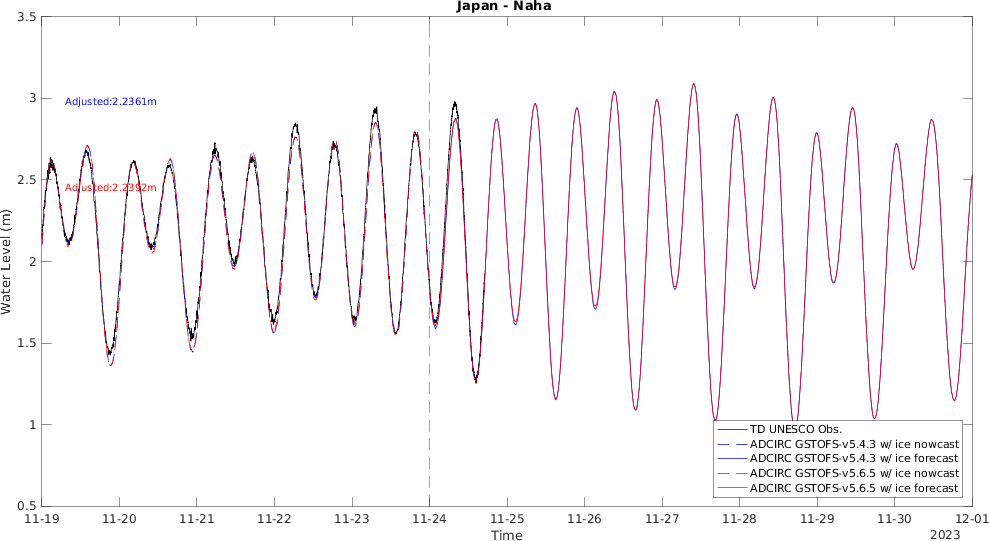 Japan - Naha
3.5
3
2.5
2
1.5
1
0.5
Water Level (m)
Adjusted:2.2361m
Adjusted:2.2392m
TD UNESCO Obs.
ADCIRC GSTOFS-v5.4.3 w/ ice nowcast
ADCIRC GSTOFS-v5.4.3 w/ ice forecast
ADCIRC GSTOFS-v5.6.5 w/ ice nowcast
ADCIRC GSTOFS-v5.6.5 w/ ice forecast
11-19 11-20 11-21 11-22 11-23 11-24 11-25 11-26 11-27 11-28 11-29 11-30 12-01
Time
2023